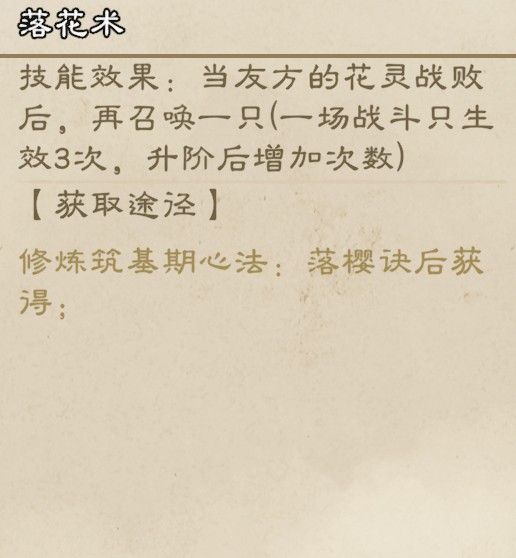 落花术
技能效果：当友方的花灵战败
后，再召唤一只(一场战斗只生
效3次，升阶后增加次数)
【获取途径】
修炼筑基期心法：落樱诀后获
得；